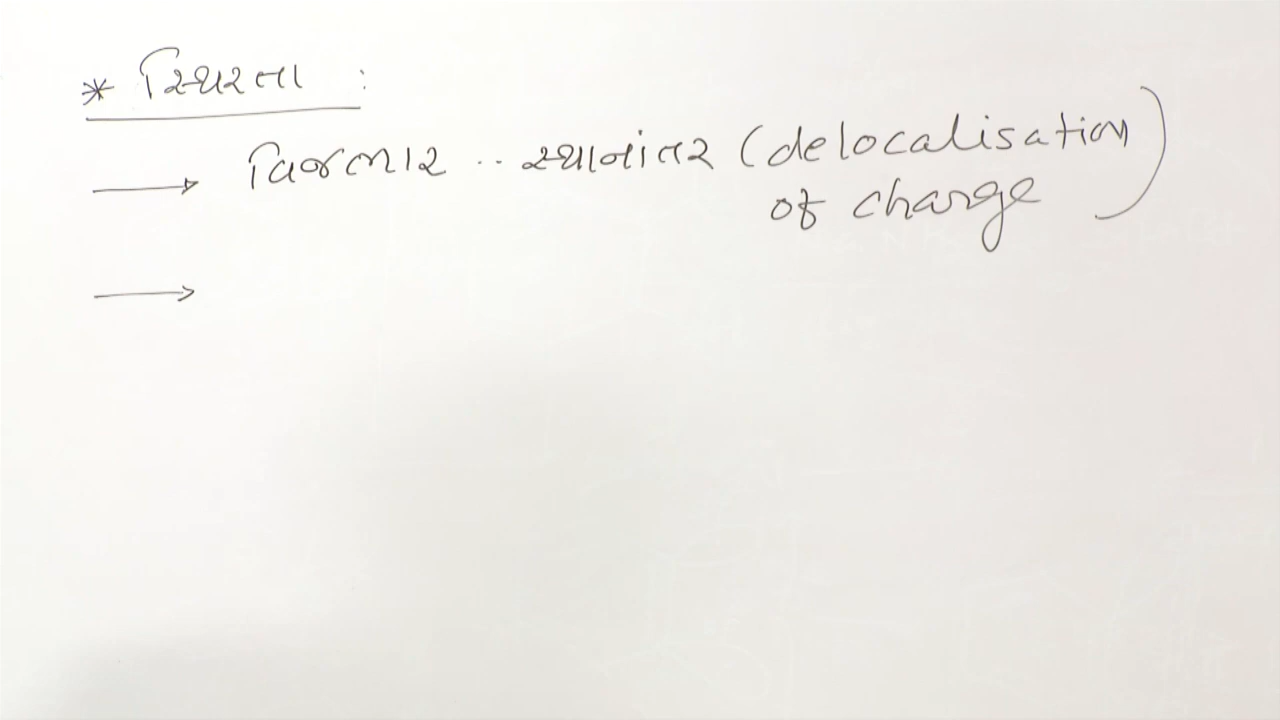 * સ્થિરતા :
→ વિજભાર .. સ્થાનાંતર (delocalisation
of charge)
→